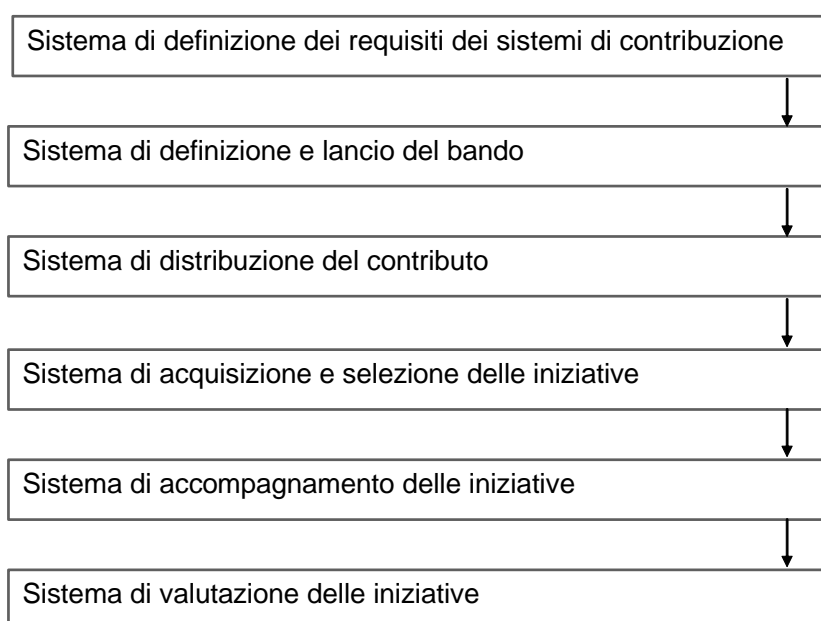 Sistema di definizione dei requisiti dei sistemi di contribuzione
Sistema di definizione e lancio del bando
Sistema di distribuzione del contributo
Sistema di acquisizione e selezione delle iniziative
Sistema di accompagnamento delle iniziative
Sistema di valutazione delle iniziative